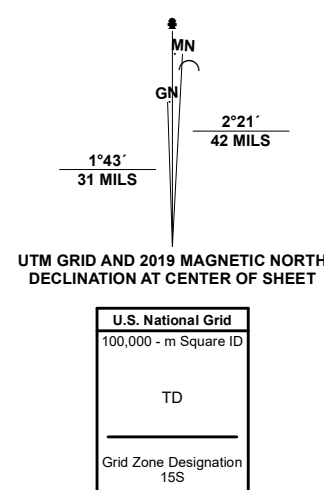 MN
GN
2°21´
42 MILS
1°43´
31 MILS
UTM GRID AND 2019 MAGNETIC NORTH
DECLINATION AT CENTER OF SHEET
U.S. National Grid
100,000 - m Square ID
TD
Grid Zone Designation
15S